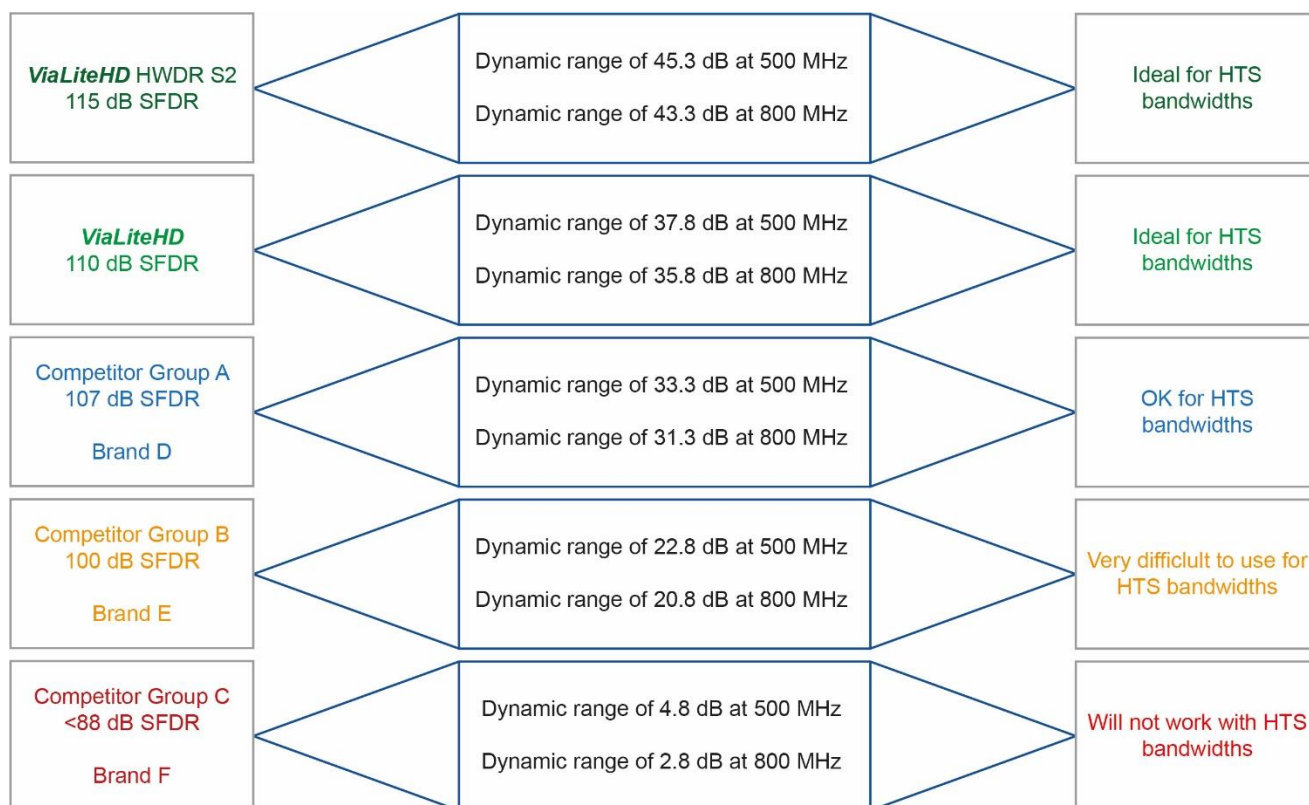 ViaLiteHD HWDR S2
115 dB SFDR
Dynamic range of 45.3 dB at 500 MHz
Dynamic range of 43.3 dB at 800 MHz
Ideal for HTS
bandwidths
ViaLiteHD
110 dB SFDR
Dynamic range of 37.8 dB at 500 MHz
Dynamic range of 35.8 dB at 800 MHz
Ideal for HTS
bandwidths
Competitor Group A
107 dB SFDR
Brand D
Dynamic range of 33.3 dB at 500 MHz
Dynamic range of 31.3 dB at 800 MHz
OK for HTS
bandwidths
Competitor Group B
100 dB SFDR
Brand E
Dynamic range of 22.8 dB at 500 MHz
Dynamic range of 20.8 dB at 800 MHz
Very difficlult to use for
HTS bandwidths
Competitor Group C
<88 dB SFDR
Brand F
Dynamic range of 4.8 dB at 500 MHz
Dynamic range of 2.8 dB at 800 MHz
Will not work with HTS
bandwidths